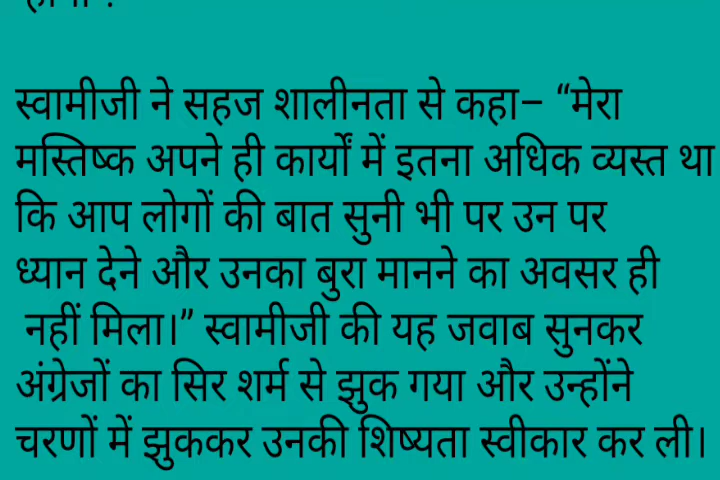 स्वामीजी ने सहज शालीनता से कहा– “मेरा
मस्तिष्क अपने ही कार्यों में इतना अधिक व्यस्त था
कि आप लोगों की बात सुनी भी पर उन पर
ध्यान देने और उनका बुरा मानने का अवसर ही
नहीं मिला।” स्वामीजी की यह जवाब सुनकर
अंग्रेजों का सिर शर्म से झुक गया और उन्होंने
चरणों में झुककर उनकी शिष्यता स्वीकार कर ली।